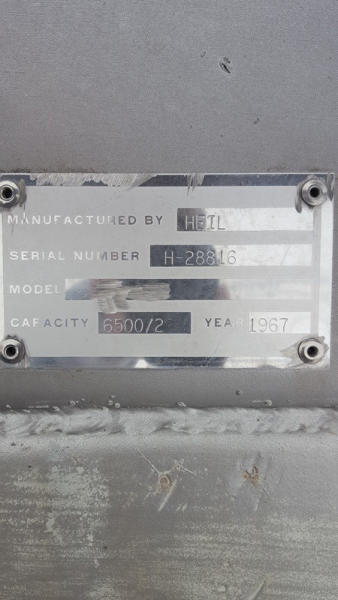 MANUFACTURED BY HEIL
SERIAL NUMBER H-28816
MODEL
CAPACITY 6500/2 YEAR 1967